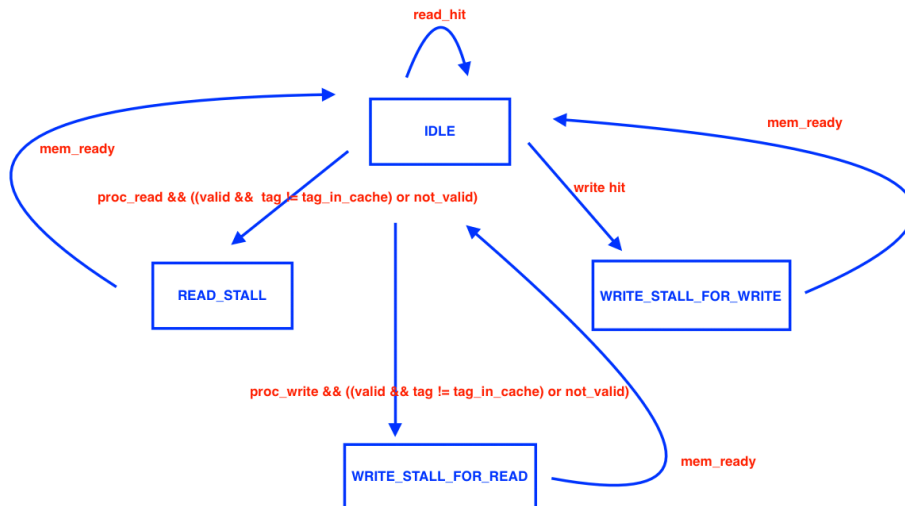 read_hit
IDLE
mem_ready
mem_ready
write hit
proc_read && ((valid &&  tag != tag_in_cache) or not_valid)
READ_STALL
WRITE_STALL_FOR_WRITE
proc_write && ((valid && tag != tag_in_cache) or not_valid)
mem_ready
WRITE_STALL_FOR_READ